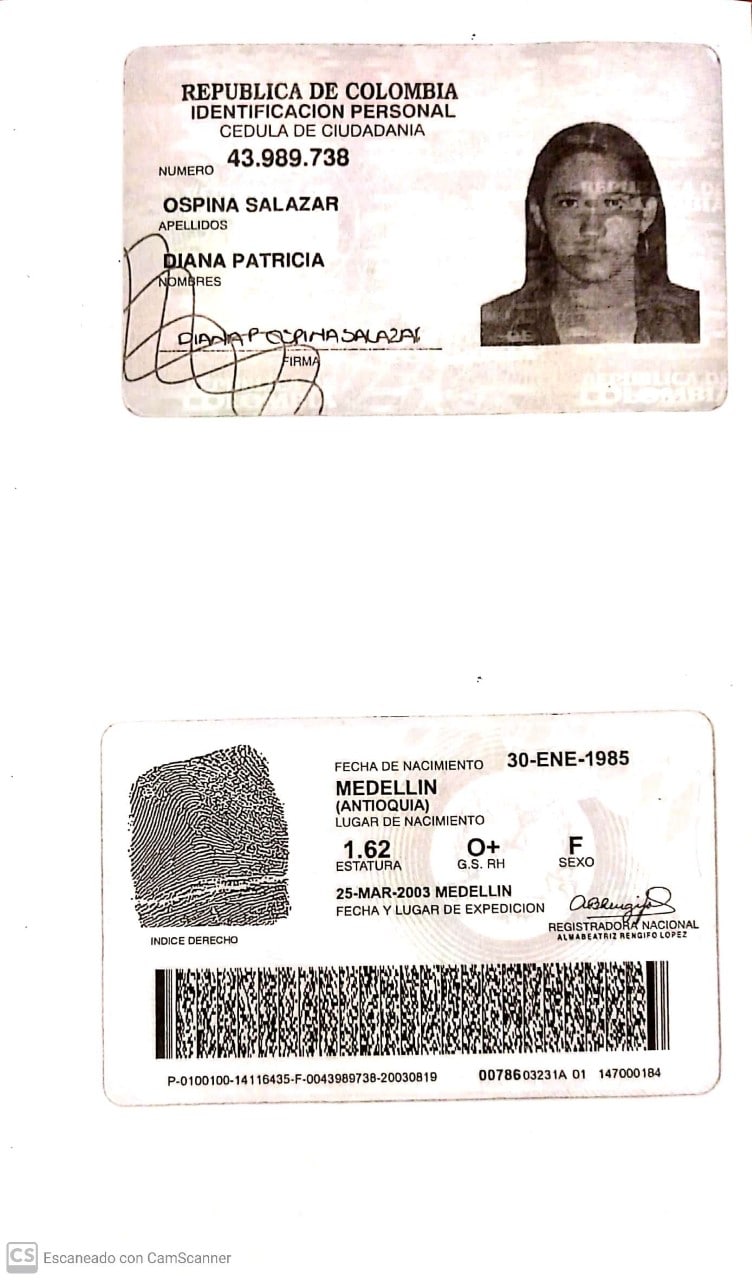 REPUBLICA DE COLOMBIA
IDENTIFICACION PERSONAL
CEDULA DE CIUDADANIA
NUMERO 43.989.738
OSPINA SALAZAR
APELLIDOS
DIANA PATRICIA
NOMBRES
DIANA P OSPINA SALAZAR
FIRMA
FECHA DE NACIMIENTO 30-ENE-1985
MEDELLIN
(ANTIOQUIA)
LUGAR DE NACIMIENTO
1.62 O+ F
ESTATURA G.S. RH SEXO
25-MAR-2003 MEDELLIN
FECHA Y LUGAR DE EXPEDICION
REGISTRADORA NACIONAL
ALMABEATRIZ RENGIFO LOPEZ
INDICE DERECHO
P-0100100-14116435-F-0043989738-20030819 0078603231A 01 147000184
CS Escaneado con CamScanner